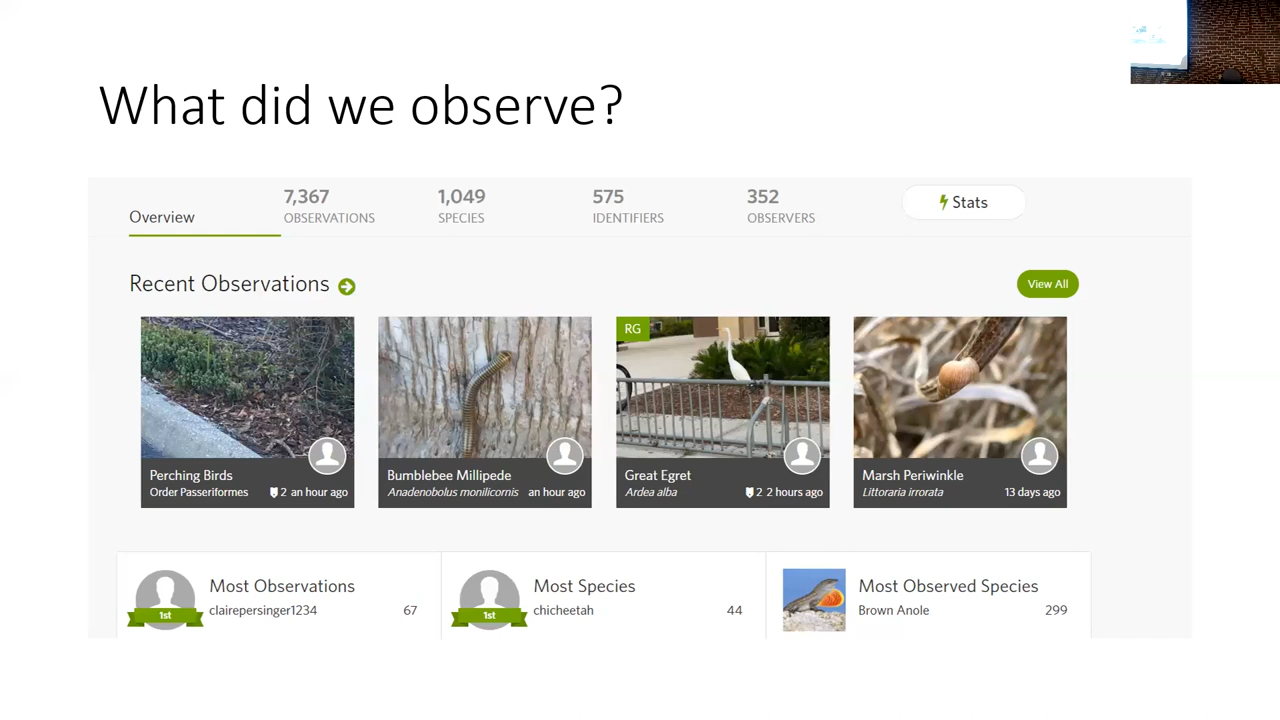 What did we observe?
Overview
7,367
OBSERVATIONS
1,049
SPECIES
575
IDENTIFIERS
352
OBSERVERS
Stats
Recent Observations
View All
Perching Birds
Order Passeriformes
2 an hour ago
Bumblebee Millipede
Anadenobolus monilicornis
an hour ago
RG
Great Egret
Ardea alba
2 2 hours ago
Marsh Periwinkle
Littoraria irrorata
13 days ago
1st
Most Observations
clairepersinger1234
67
1st
Most Species
chicheetah
44
Most Observed Species
Brown Anole
299